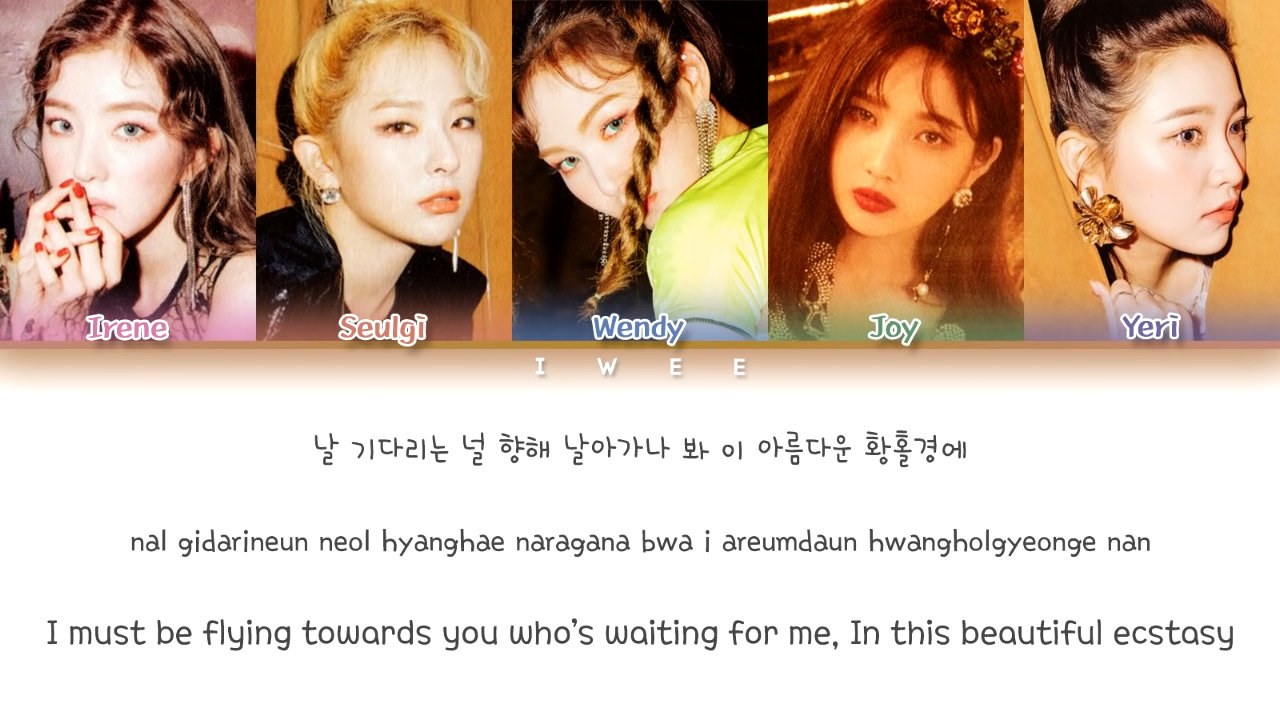 Irene Seulgi Wendy Joy Yeri
I W E E
날 기다리는 널 향해 날아가나 봐 이 아름다운 황홀경에
nal gidarineun neol hyanghae naragana bwa i areumdaun hwangholgyeonge nan
I must be flying towards you who’s waiting for me, In this beautiful ecstasy